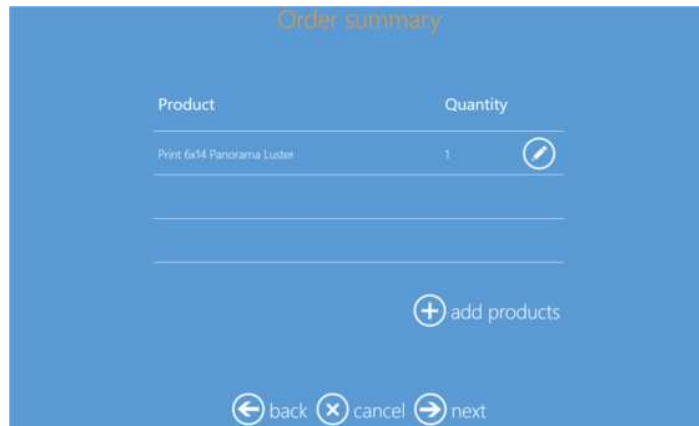 Order summary
Product Quantity
Print 6x14 Panorama Luster 1
add products
back cancel next